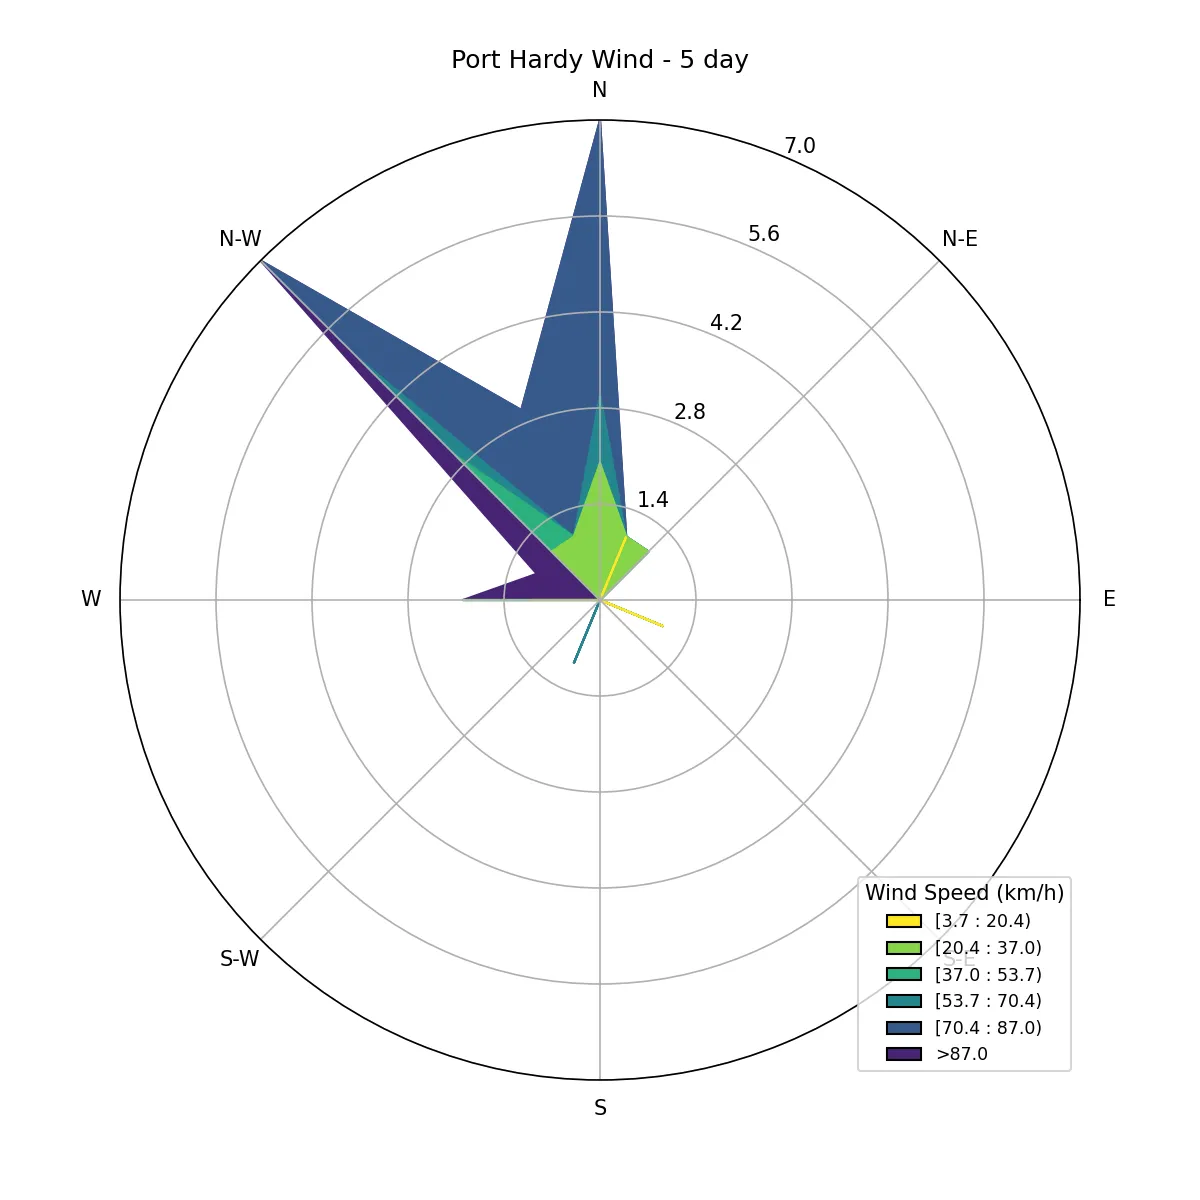 Port Hardy Wind - 5 day
N
7.0
N-W
N-E
5.6
4.2
2.8
1.4
W
E
S-W
S-E
S
Wind Speed (km/h)
[3.7 : 20.4)
[20.4 : 37.0)
[37.0 : 53.7)
[53.7 : 70.4)
[70.4 : 87.0)
>87.0